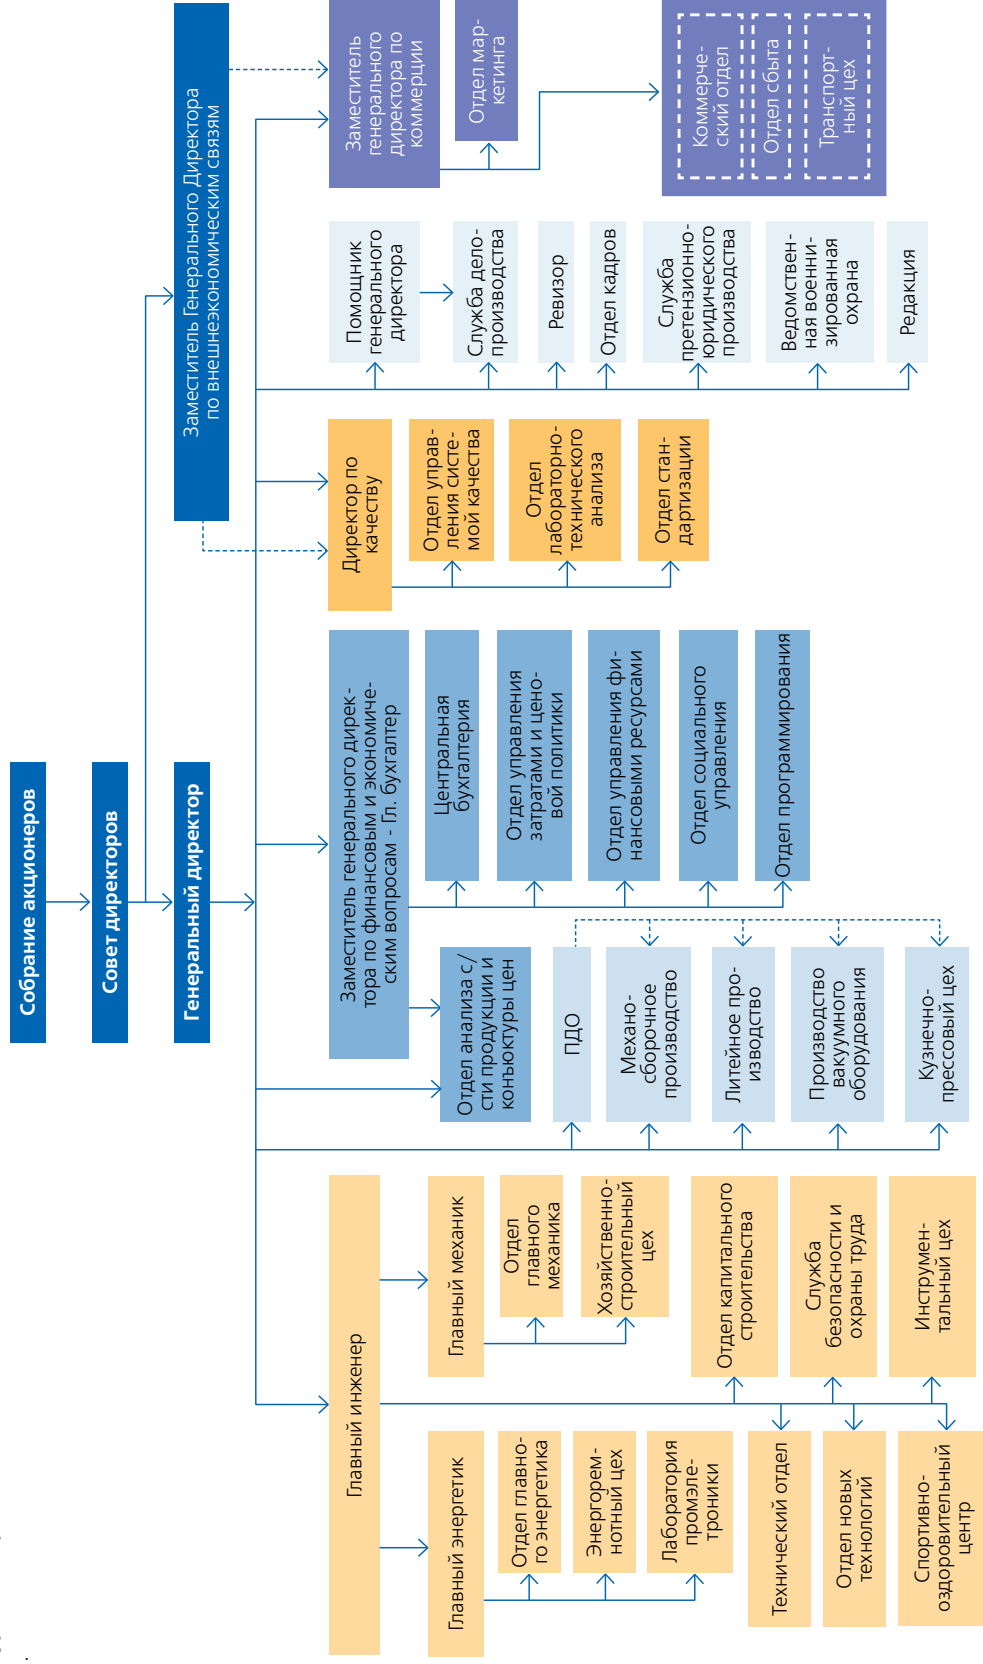 Собрание акционеров
Совет директоров
Генеральный директор
Заместитель Генерального Директора
по внешнеэкономическим связям
Главный инженер
Главный энергетик
Отдел главно-
го энергетика
Энергорем-
нотный цех
Лаборатория
промэле-
троники
Главный механик
Отдел
главного
механика
Хозяйственно-
строительный
цех
Технический отдел
Отдел новых
технологий
Спортивно-
оздоровительный
центр
Отдел капитального
строительства
Служба
безопасности и
охраны труда
Инструмен-
тальный цех
ПДО
Механо-
сборочное
производство
Литейное про-
изводство
Производство
вакуумного
оборудования
Кузнечно-
прессовый цех
Отдел анализа с/
сти продукции и
конъюктуры цен
Заместитель генерального дирек-
тора по финансовым и экономиче-
ским вопросам - Гл. бухгалтер
Центральная
бухгалтерия
Отдел управления
затратами и цено-
вой политики
Отдел управления фи-
нансовыми ресурсами
Отдел социального
управления
Отдел программирования
Директор по
качеству
Отдел управ-
ления систе-
мой качества
Отдел
лабораторно-
технического
анализа
Отдел стан-
дартизации
Помощник
генерального
директора
Служба дело-
производства
Ревизор
Отдел кадров
Служба
претензионно-
юридического
производства
Ведомствен-
ная военни-
зированная
охрана
Редакция
Заместитель
генерального
директора по
коммерции
Отдел мар-
кетинга
Коммерче-
ский отдел
Отдел сбыта
Транспорт-
ный цех